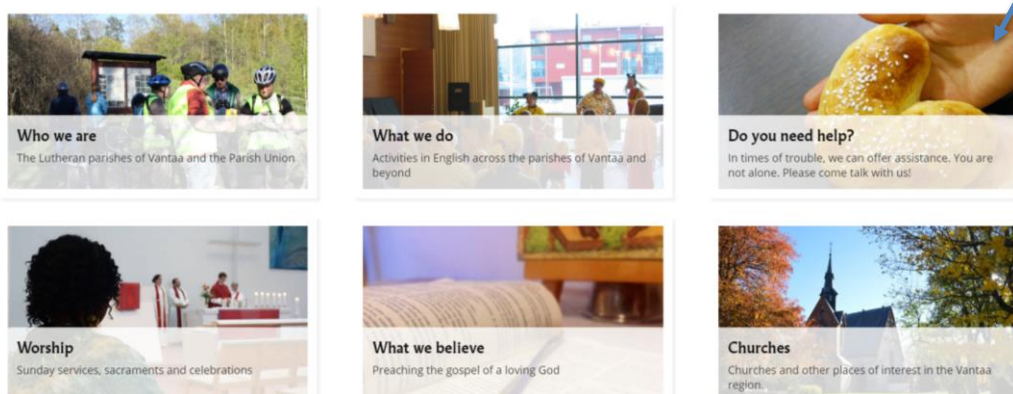 Who we are
The Lutheran parishes of Vantaa and the Parish Union
What we do
Activities in English across the parishes of Vantaa and
beyond
Do you need help?
In times of trouble, we can offer assistance. You are
not alone. Please come talk with us!
Worship
Sunday services, sacraments and celebrations
What we believe
Preaching the gospel of a loving God
Churches
Churches and other places of interest in the Vantaa
region.